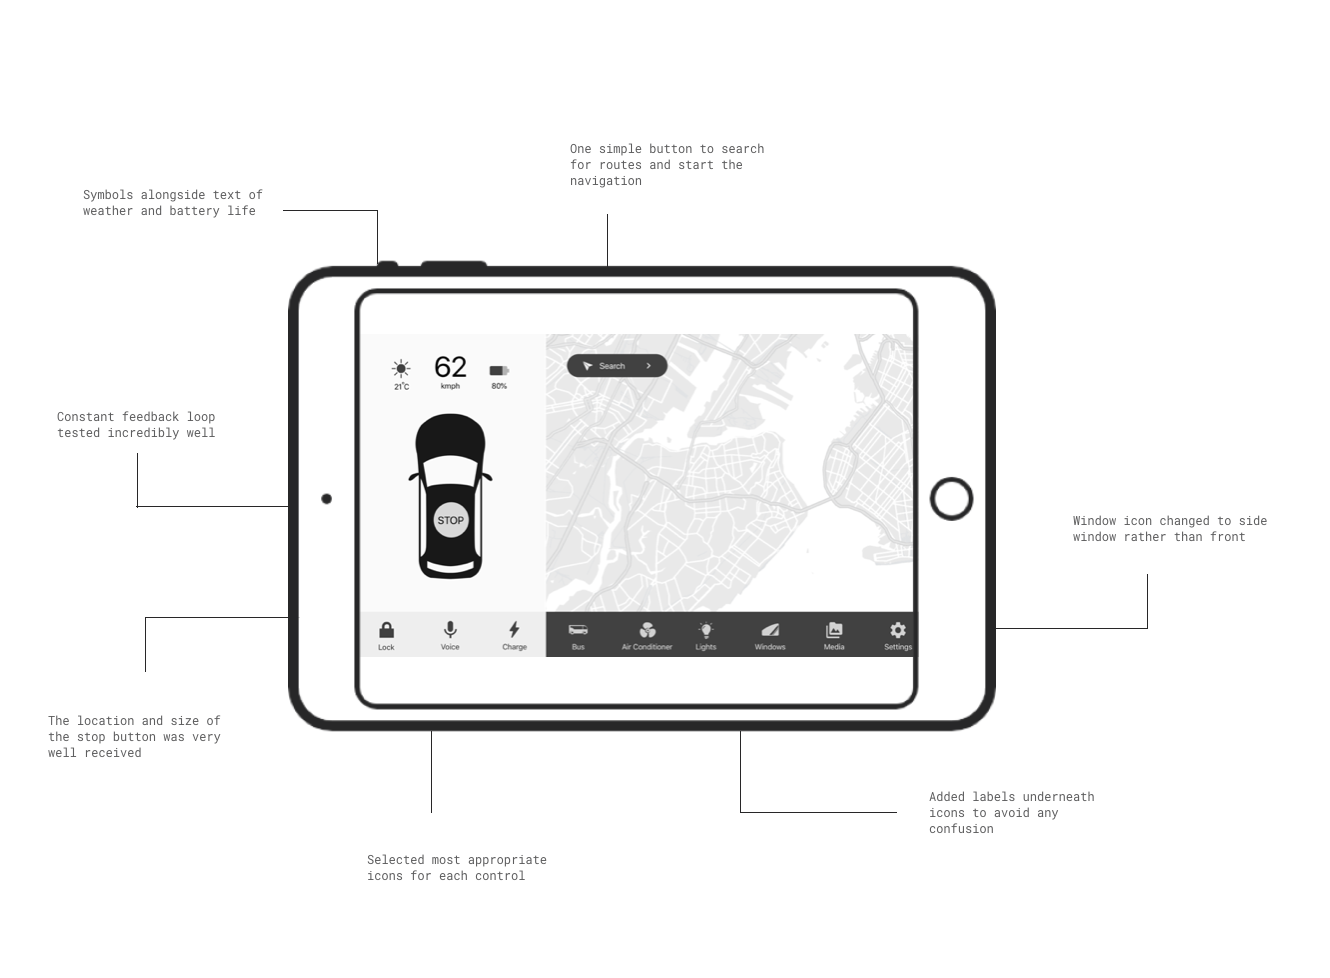 One simple button to search
for routes and start the
navigation
Symbols alongside text of
weather and battery life
62
kmph
21°C
80%
Search
Constant feedback loop
tested incredibly well
STOP
Window icon changed to side
window rather than front
Lock
Voice
Charge
Bus
Air Conditioner
Lights
Windows
Media
Settings
The location and size of
the stop button was very
well received
Added labels underneath
icons to avoid any
confusion
Selected most appropriate
icons for each control